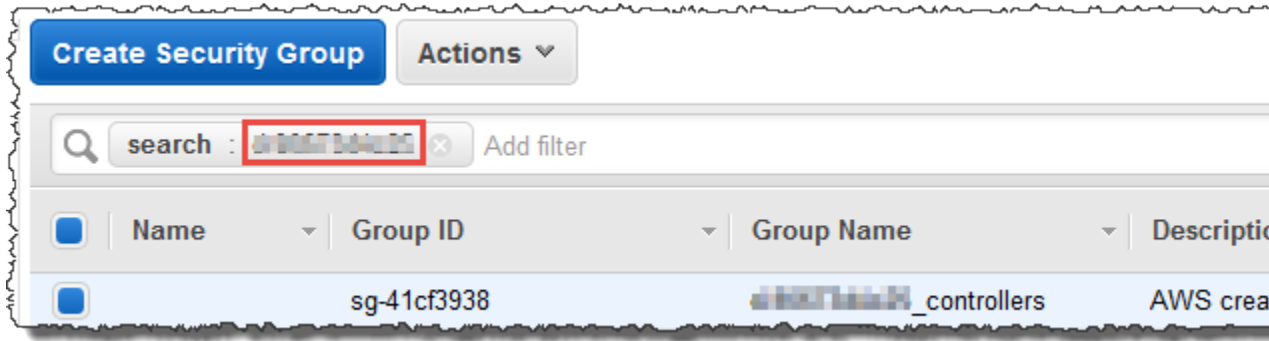 Create Security Group Actions
search : Add filter
Name Group ID Group Name Descriptio
sg-41cf3938 _controllers AWS crea